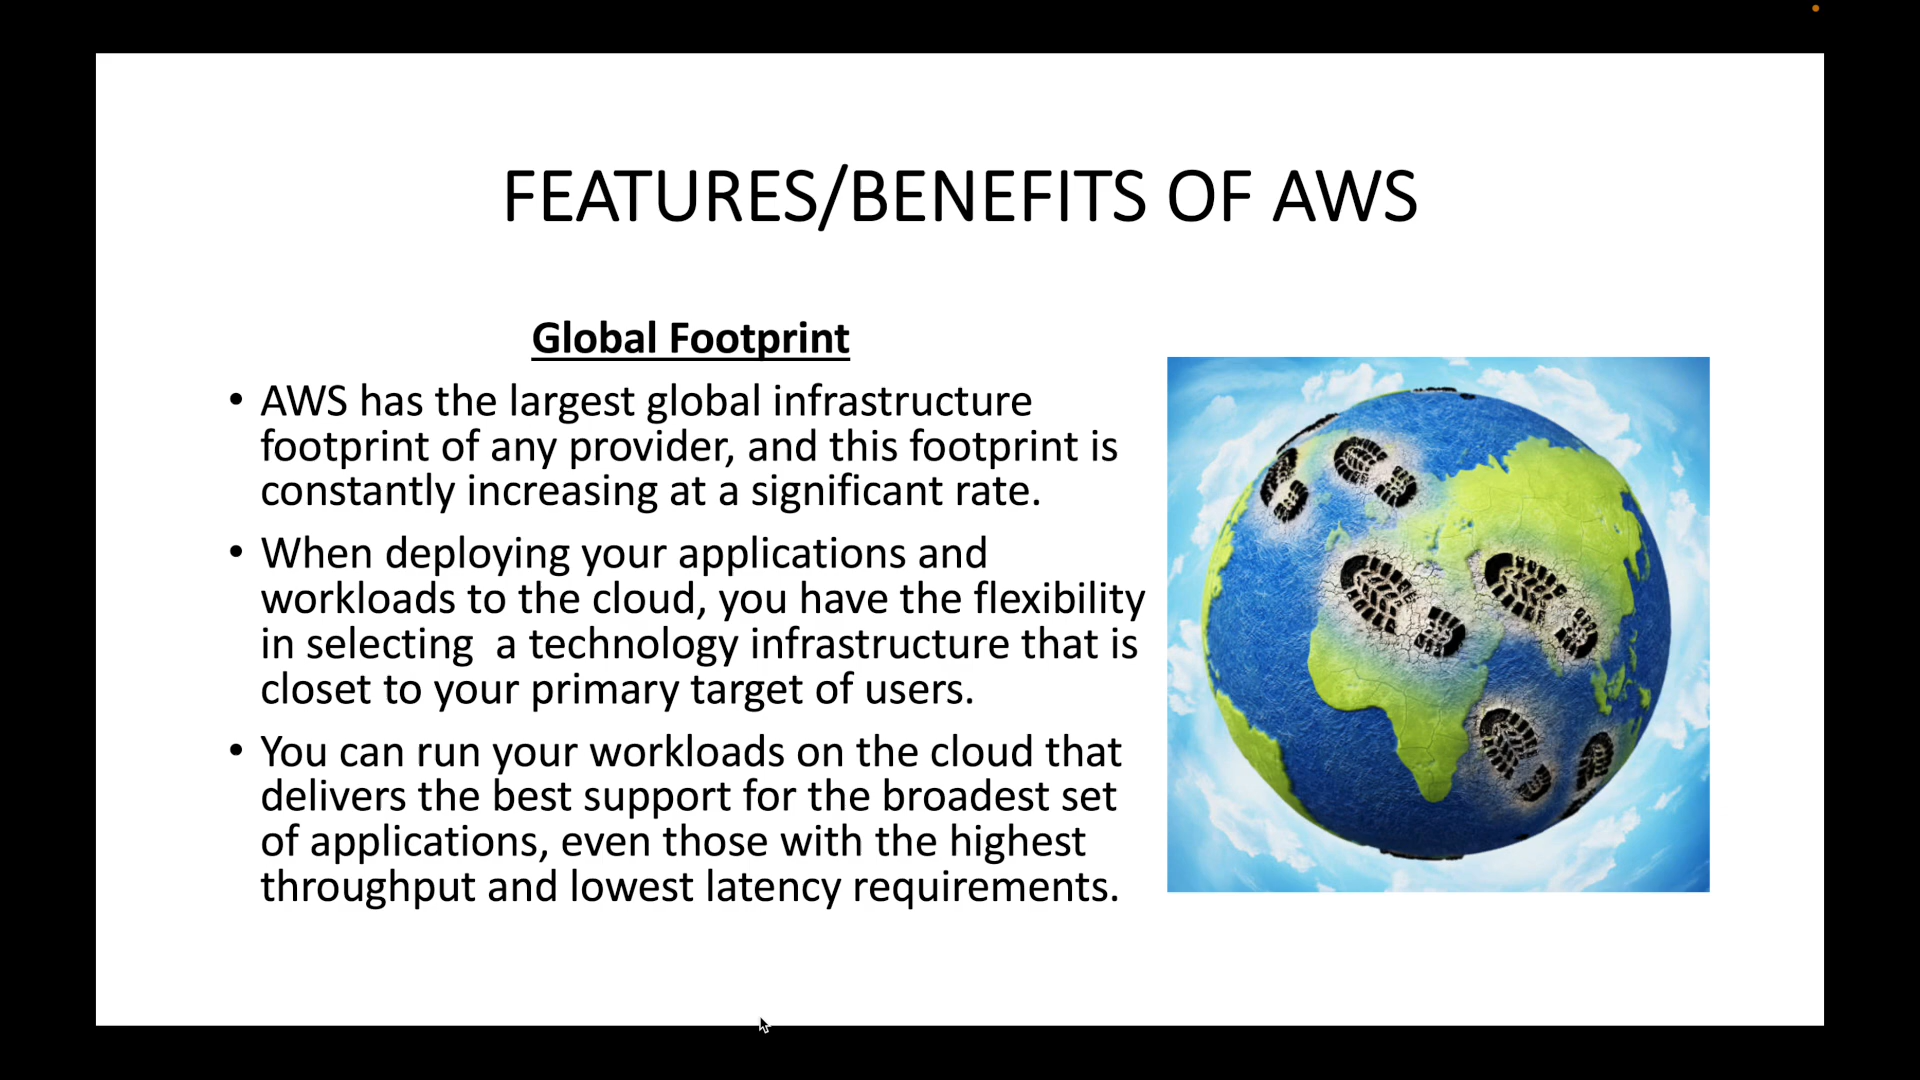 FEATURES/BENEFITS OF AWS
Global Footprint
• AWS has the largest global infrastructure
footprint of any provider, and this footprint is
constantly increasing at a significant rate.
• When deploying your applications and
workloads to the cloud, you have the flexibility
in selecting  a technology infrastructure that is
closet to your primary target of users.
• You can run your workloads on the cloud that
delivers the best support for the broadest set
of applications, even those with the highest
throughput and lowest latency requirements.